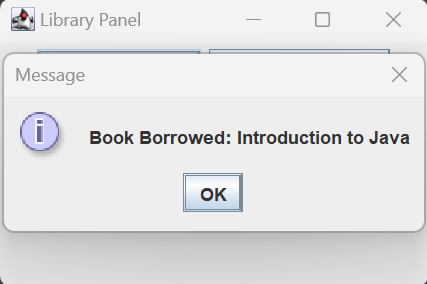 Library Panel
Message
Book Borrowed: Introduction to Java
OK